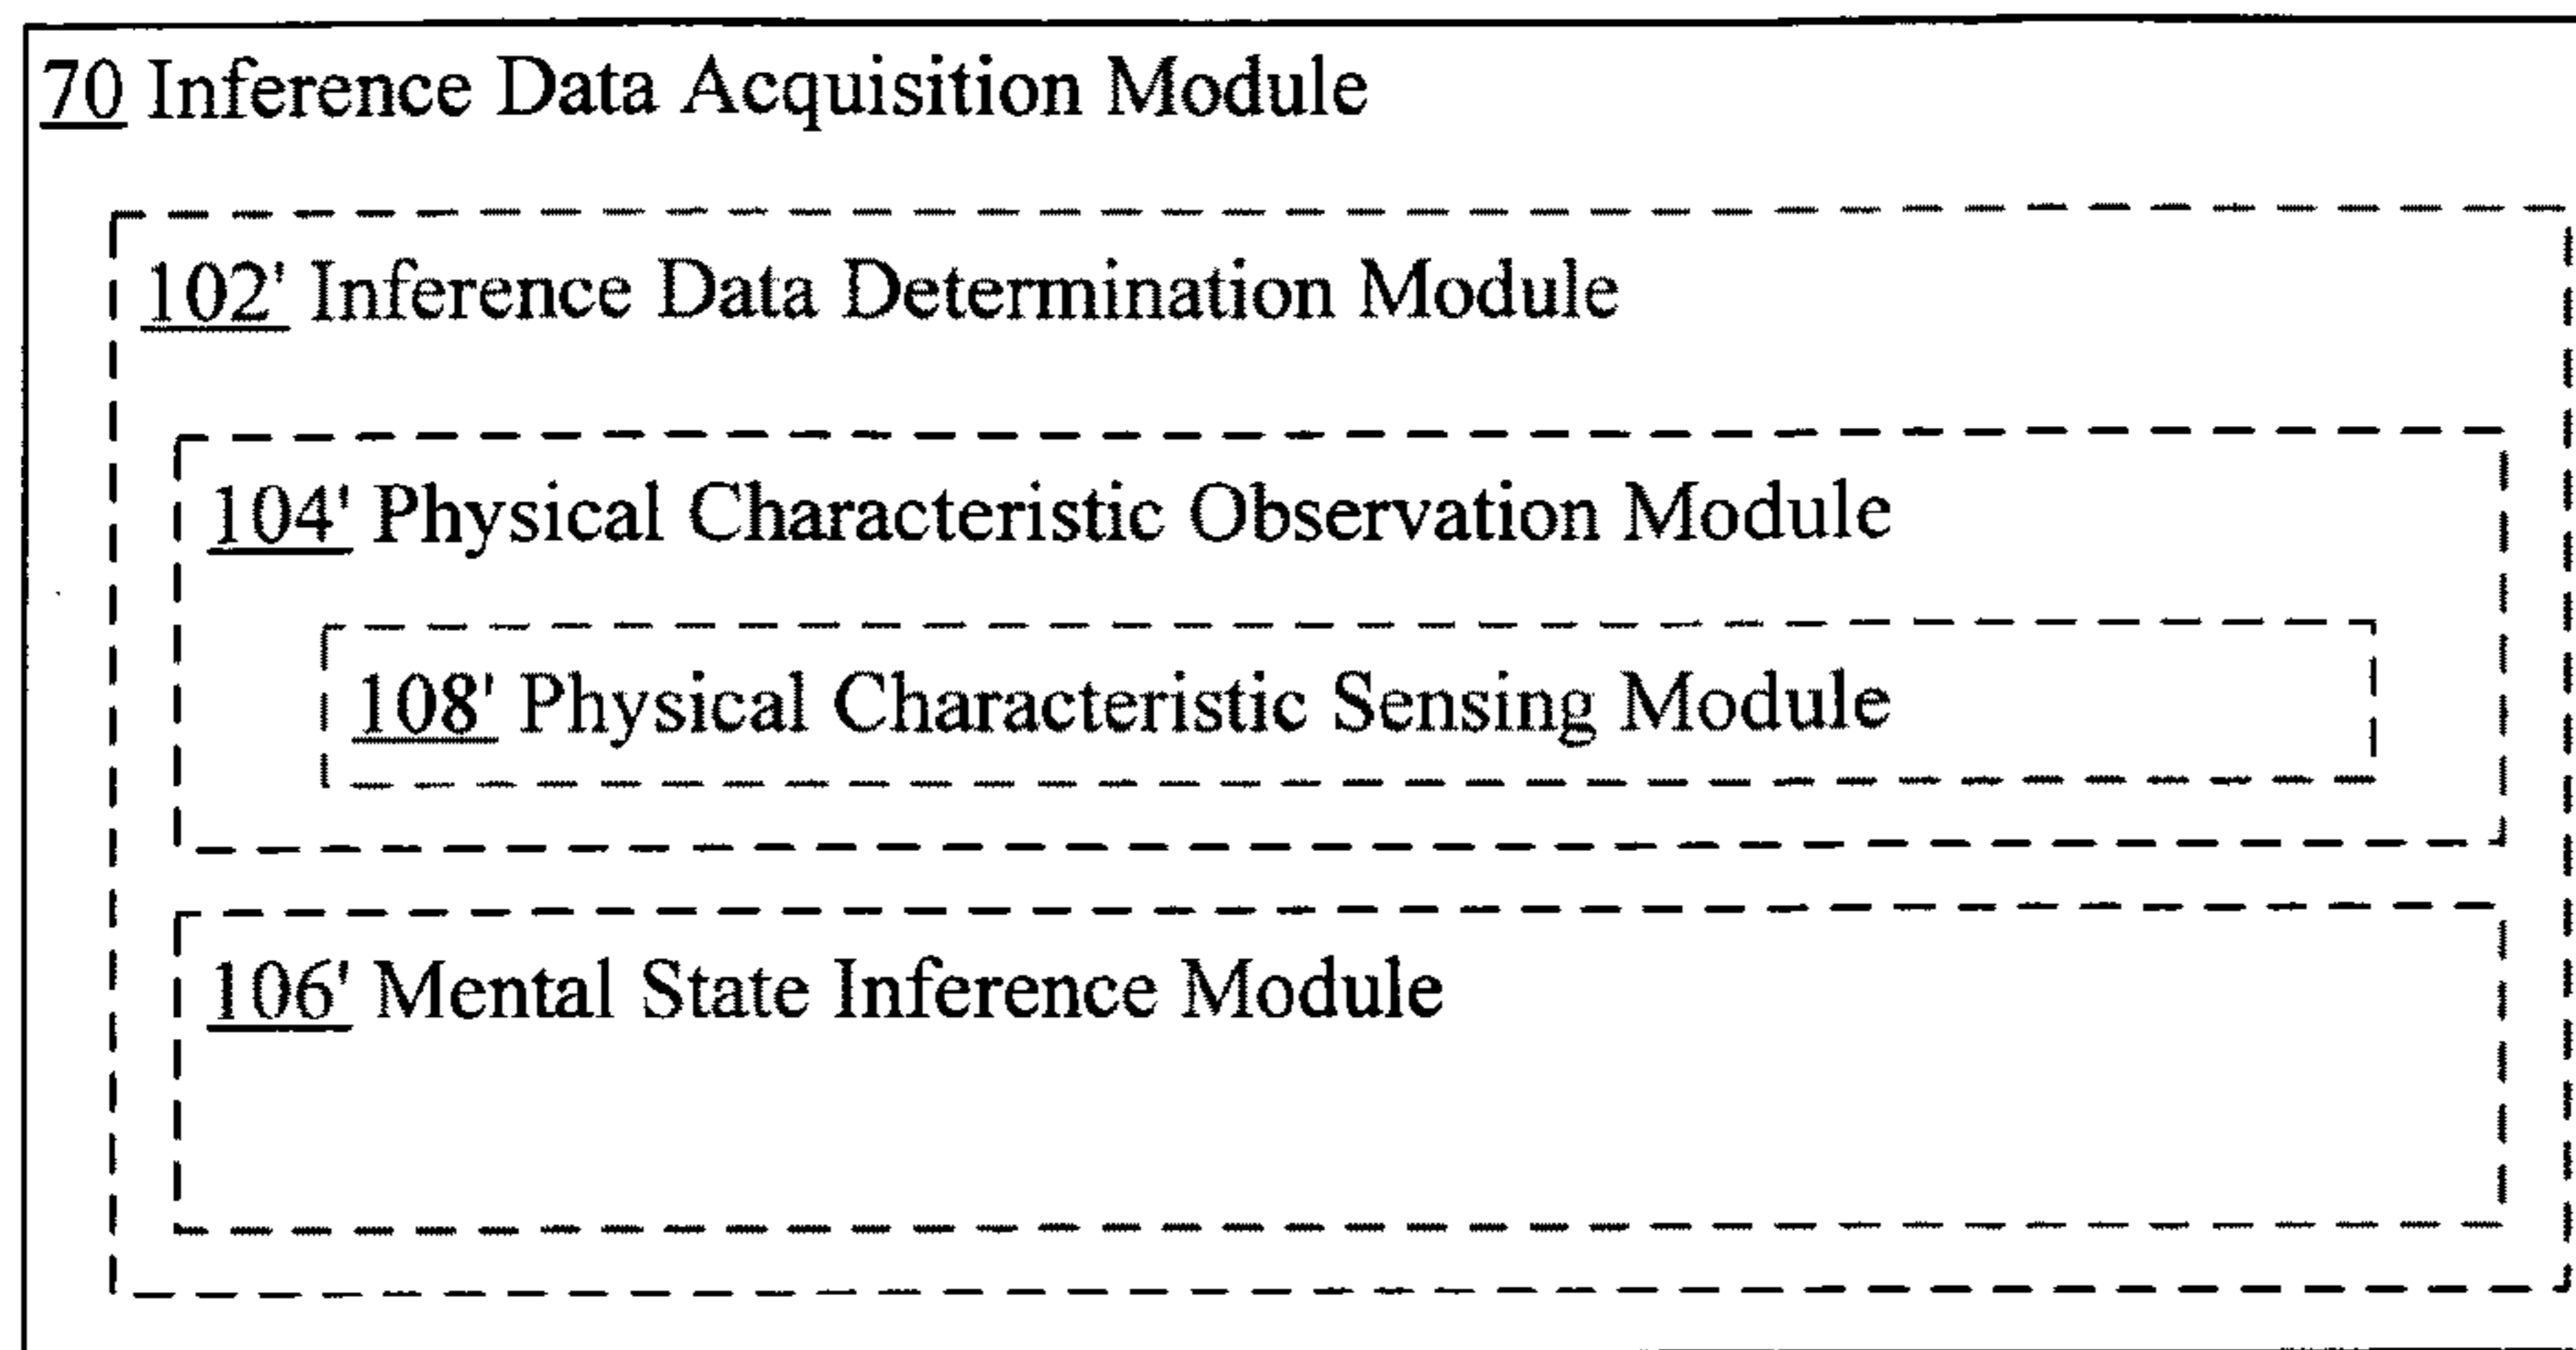 70 Inference Data Acquisition Module
102' Inference Data Determination Module
104' Physical Characteristic Observation Module
108' Physical Characteristic Sensing Module
106' Mental State Inference Module